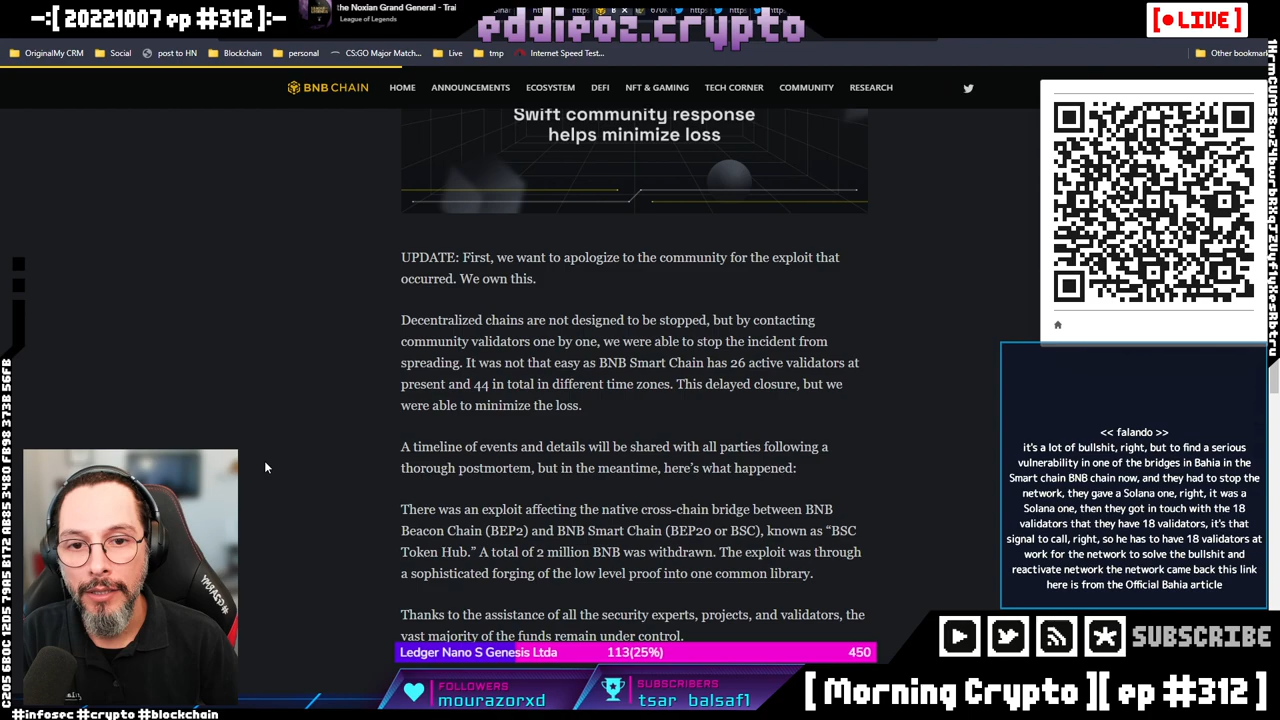 -:[ 20221007 ep #312 ]:-
the Noxian Grand General - Trai
League of Legends
eddieoz.crypto
[ ● LIVE ]
OriginalMy CRM
Social
post to HN
Blockchain
personal
CS:GO Major Match...
Live
tmp
Internet Speed Test...
Other bookmar
BNB CHAIN
HOME
ANNOUNCEMENTS
ECOSYSTEM
DEFI
NFT & GAMING
TECH CORNER
COMMUNITY
RESEARCH
Swift community response
helps minimize loss
UPDATE: First, we want to apologize to the community for the exploit that
occurred. We own this.
Decentralized chains are not designed to be stopped, but by contacting
community validators one by one, we were able to stop the incident from
spreading. It was not that easy as BNB Smart Chain has 26 active validators at
present and 44 in total in different time zones. This delayed closure, but we
were able to minimize the loss.
A timeline of events and details will be shared with all parties following a
thorough postmortem, but in the meantime, here's what happened:
There was an exploit affecting the native cross-chain bridge between BNB
Beacon Chain (BEP2) and BNB Smart Chain (BEP20 or BSC), known as “BSC
Token Hub.” A total of 2 million BNB was withdrawn. The exploit was through
a sophisticated forging of the low level proof into one common library.
Thanks to the assistance of all the security experts, projects, and validators, the
vast majority of the funds remain under control.
<< falando >>
it's a lot of bullshit, right, but to find a serious
vulnerability in one of the bridges in Bahia in the
Smart chain BNB chain now, and they had to stop the
network, they gave a Solana one, right, it was a
Solana one, then they got in touch with the 18
validators that they have 18 validators, it's that
signal to call, right, so he has to have 18 validators at
work for the network to solve the bullshit and
reactivate network the network came back this link
here is from the Official Bahia article
Ledger Nano S Genesis Ltda
113(25%)
450
FOLLOWERS
mourazorxd
SUBSCRIBERS
tsar_balsaf1
SUBSCRIBE
[ Morning Crypto ][ ep #312 ]
#infosec #crypto #blockchain